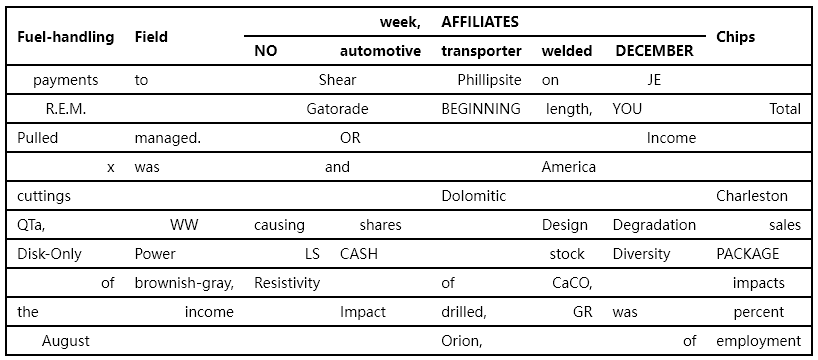 week, AFFILIATES
Fuel-handling Field Chips
NO automotive transporter welded DECEMBER
payments to Shear Phillipsite on JE
R.E.M. Gatorade BEGINNING length, YOU Total
Pulled managed. OR Income
x was and America
cuttings Dolomitic Charleston
QTa, WW causing shares Design Degradation sales
Disk-Only Power LS CASH stock Diversity PACKAGE
of brownish-gray, Resistivity of CaCO, impacts
the income Impact drilled, GR was percent
August Orion, of employment